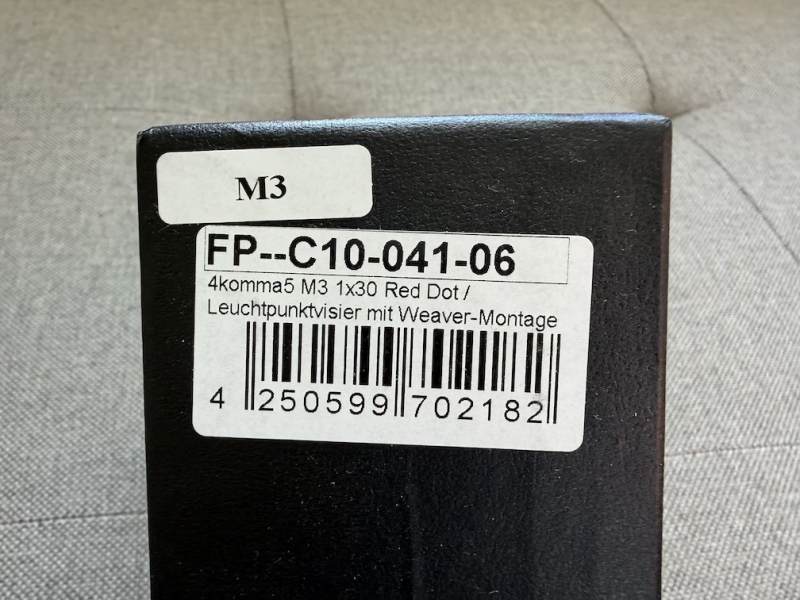 M3
FP--C10-041-06
4komma5 M3 1x30 Red Dot /
Leuchtpunktvisier mit Weaver-Montage
4 250599 702182